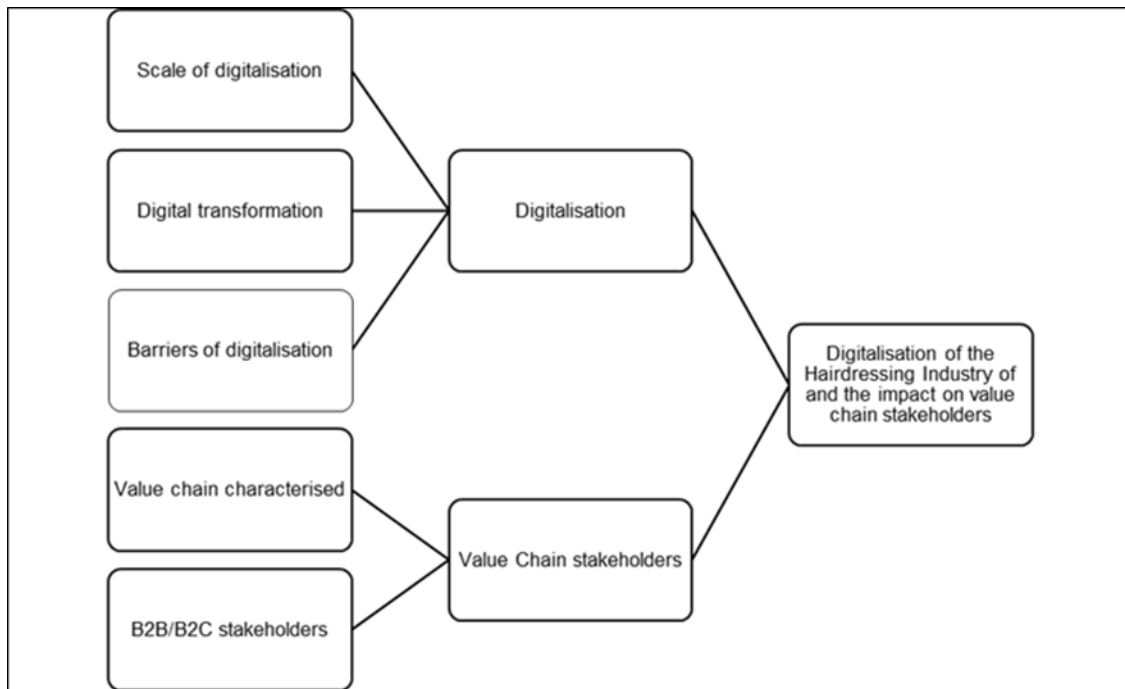 Scale of digitalisation
Digital transformation
Barriers of digitalisation
Value chain characterised
B2B/B2C stakeholders
Digitalisation
Value Chain stakeholders
Digitalisation of the
Hairdressing Industry of
and the impact on value
chain stakeholders